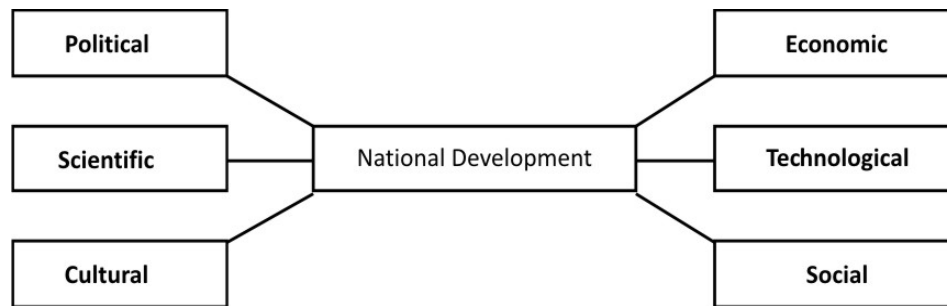 Political
Economic
Scientific
National Development
Technological
Cultural
Social